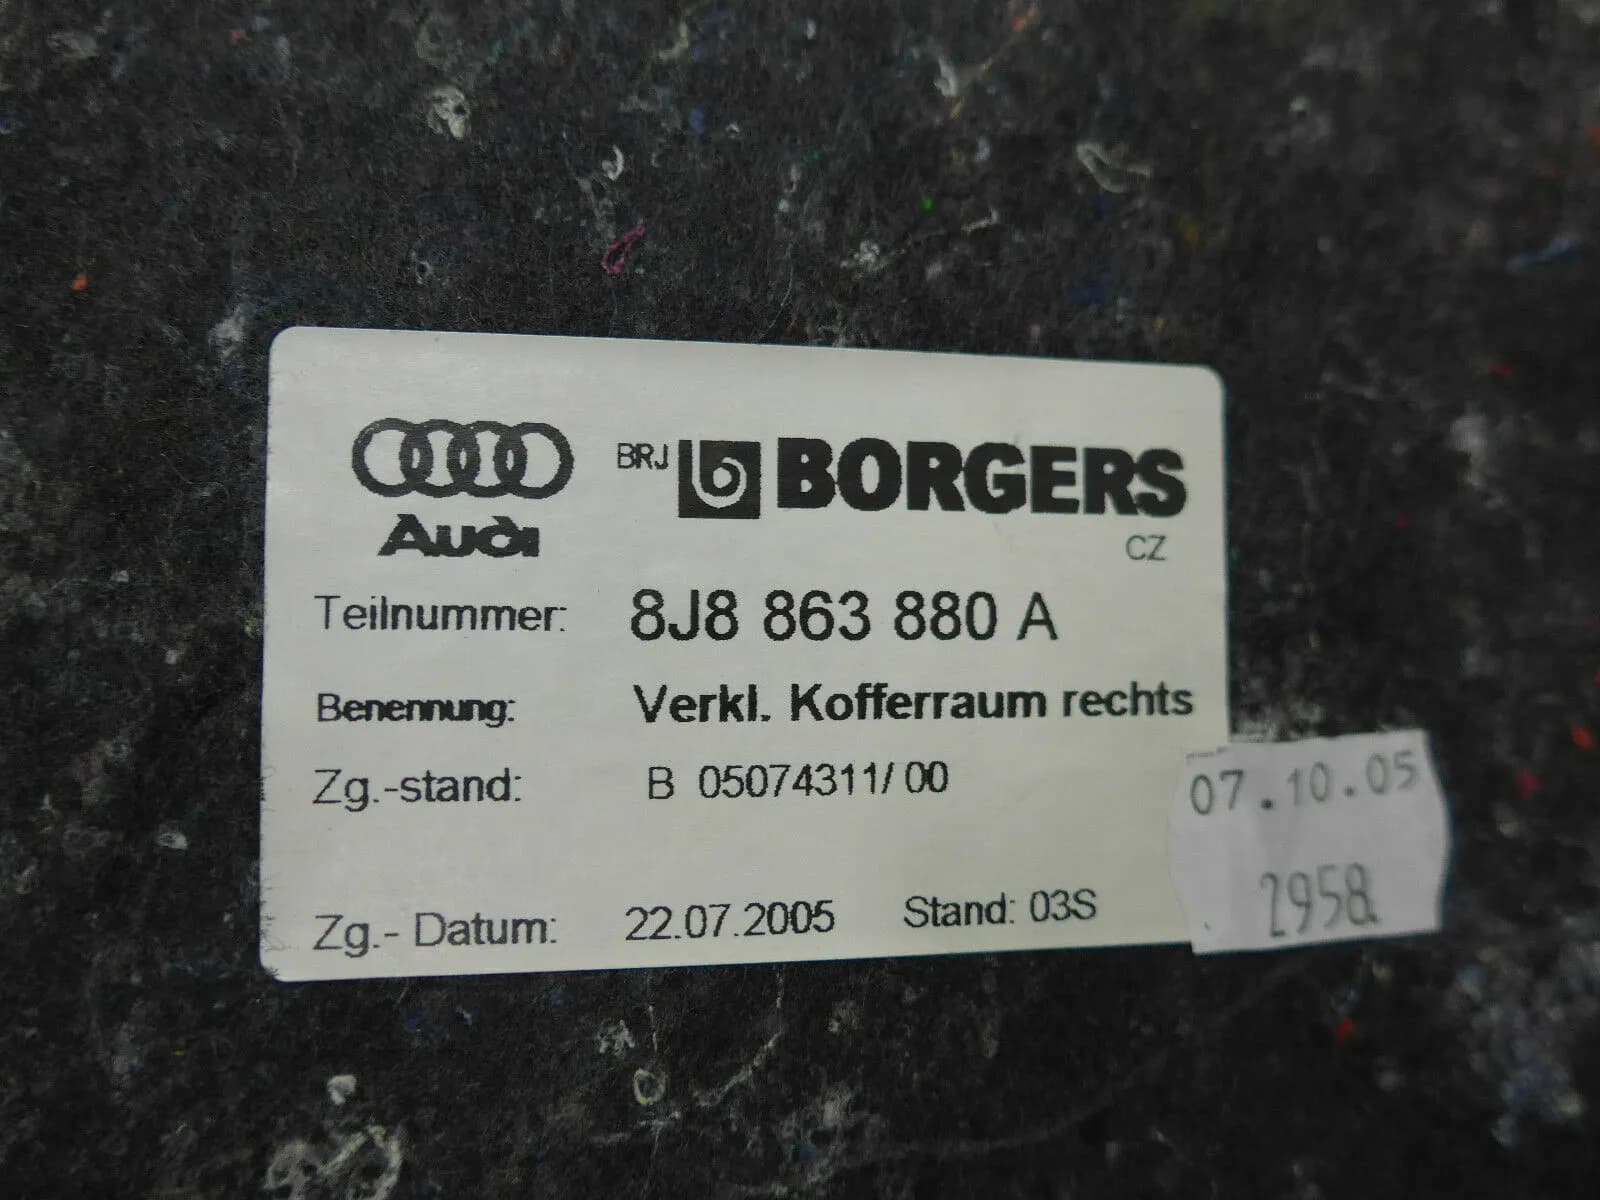 BRJ BORGERS
Audi
CZ
Teilnummer: 8J8 863 880 A
Benennung: Verkl. Kofferraum rechts
Zg.-stand: B 05074311/ 00
Zg.- Datum: 22.07.2005 Stand: 03S
07.10.05
2958